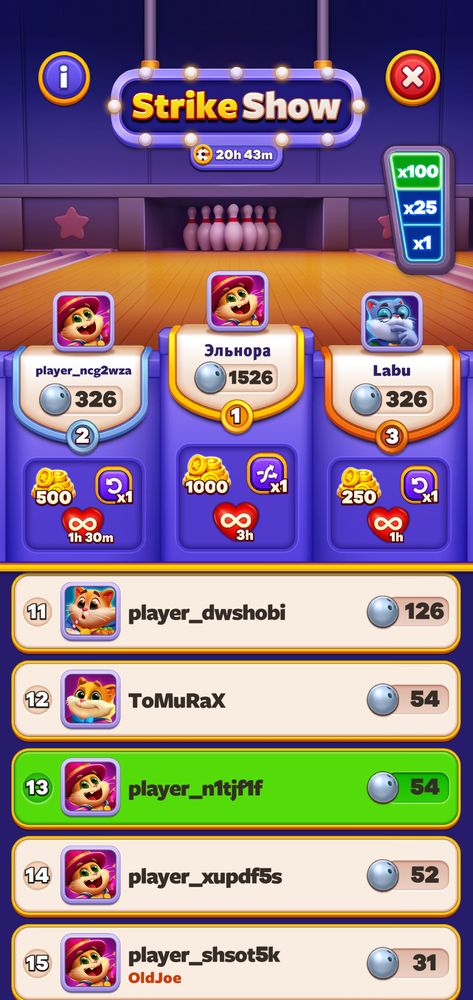 i
Strike Show
20h 43m
x100
x25
x1
Эльнора
1526
1
player_ncg2wza
326
2
Labu
326
3
500
x1
1h 30m
1000
x1
3h
250
x1
1h
11 player_dwshobi 126
12 ToMuRaX 54
13 player_n1tjf1f 54
14 player_xupdf5s 52
15 player_shsot5k 31
OldJoe